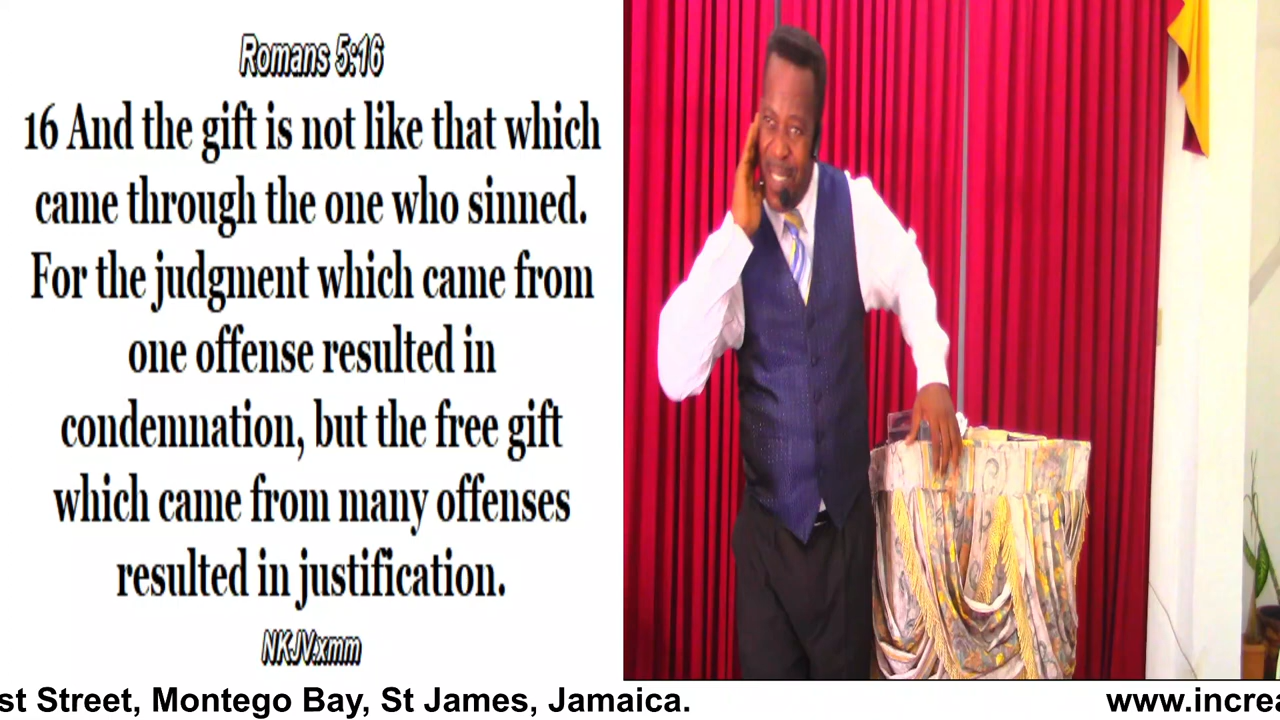 Romans 5:16
16 And the gift is not like that which
came through the one who sinned.
For the judgment which came from
one offense resulted in
condemnation, but the free gift
which came from many offenses
resulted in justification.
NKJV:xmm
st Street, Montego Bay, St James, Jamaica.
www.increa